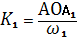 K₁ = AOA₁ / ω₁